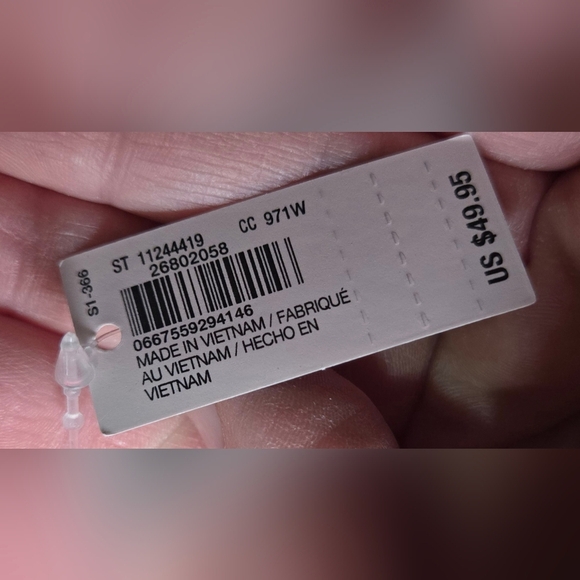 S1-366
ST 11244419 CC 971W
26802058
0667559294146
MADE IN VIETNAM / FABRIQUÉ
AU VIETNAM / HECHO EN
VIETNAM
US $49.95